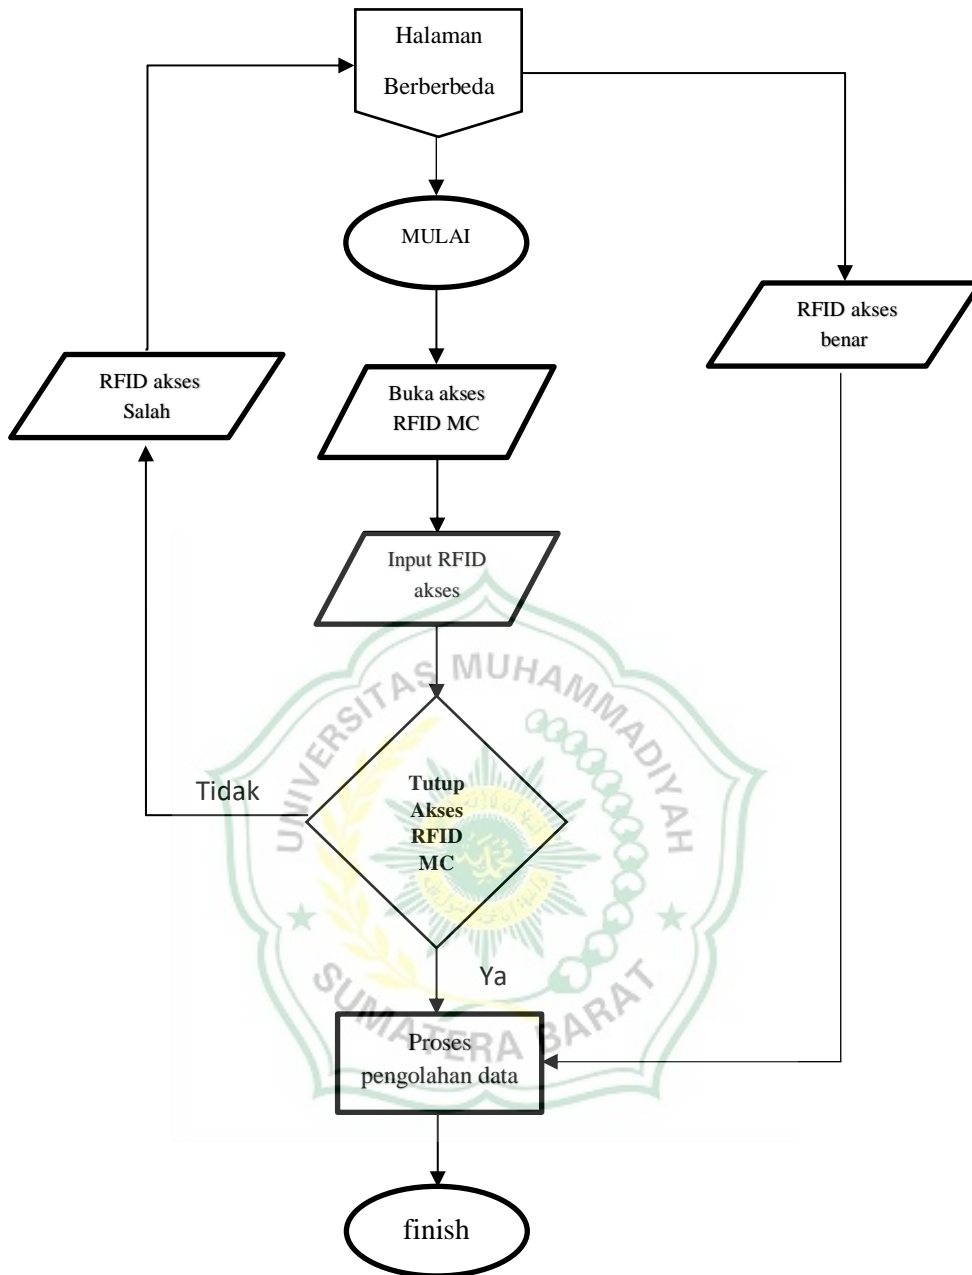 Halaman
Berberbeda
MULAI
RFID akses
benar
RFID akses
Salah
Buka akses
RFID MC
Input RFID
akses
UNIVERSITAS MUHAMMADIYAH
Tidak
Tutup
Akses
RFID
MC
Ya
SUMATERA BARAT
Proses
pengolahan data
finish